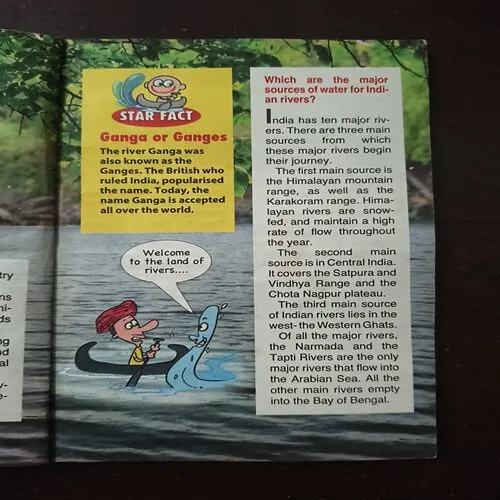 STAR FACT
Ganga or Ganges
The river Ganga was
also known as the
Ganges. The British who
ruled India, popularised
the name. Today, the
name Ganga is accepted
all over the world.
Welcome
to the land of
rivers....
Which are the major
sources of water for Indi-
an rivers?
India has ten major riv-
ers. There are three main
sources from which
these major rivers begin
their journey.
The first main source is
the Himalayan mountain
range, as well as the
Karakoram range. Hima-
layan rivers are snow-
fed, and maintain a high
rate of flow throughout
the year.
The second main
source is in Central India.
It covers the Satpura and
Vindhya Range and the
Chota Nagpur plateau.
The third main source
of Indian rivers lies in the
west- the Western Ghats.
Of all the major rivers,
the Narmada and the
Tapti Rivers are the only
major rivers that flow into
the Arabian Sea. All the
other main rivers empty
into the Bay of Bengal.